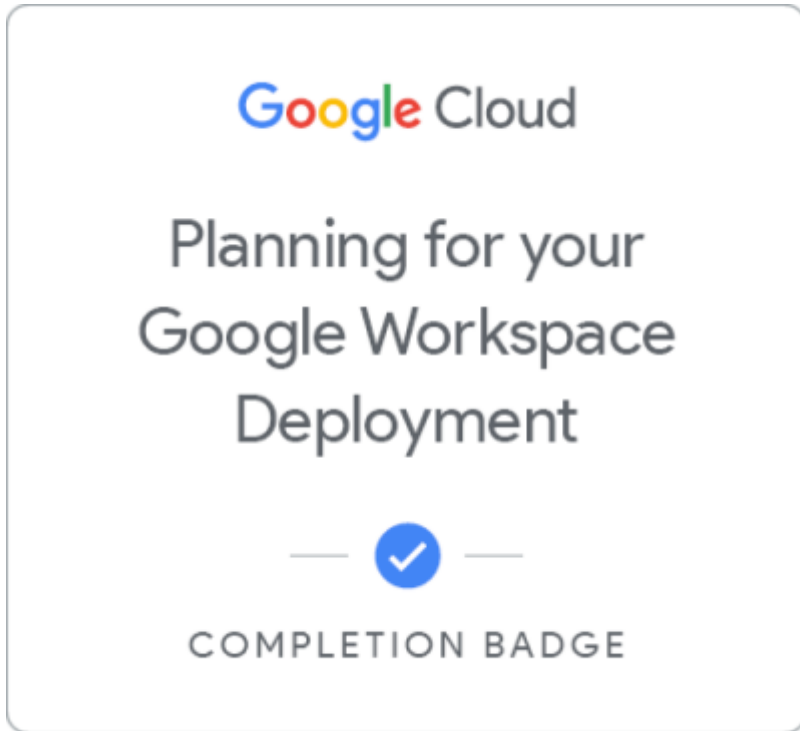 Google Cloud
Planning for your
Google Workspace
Deployment
COMPLETION BADGE